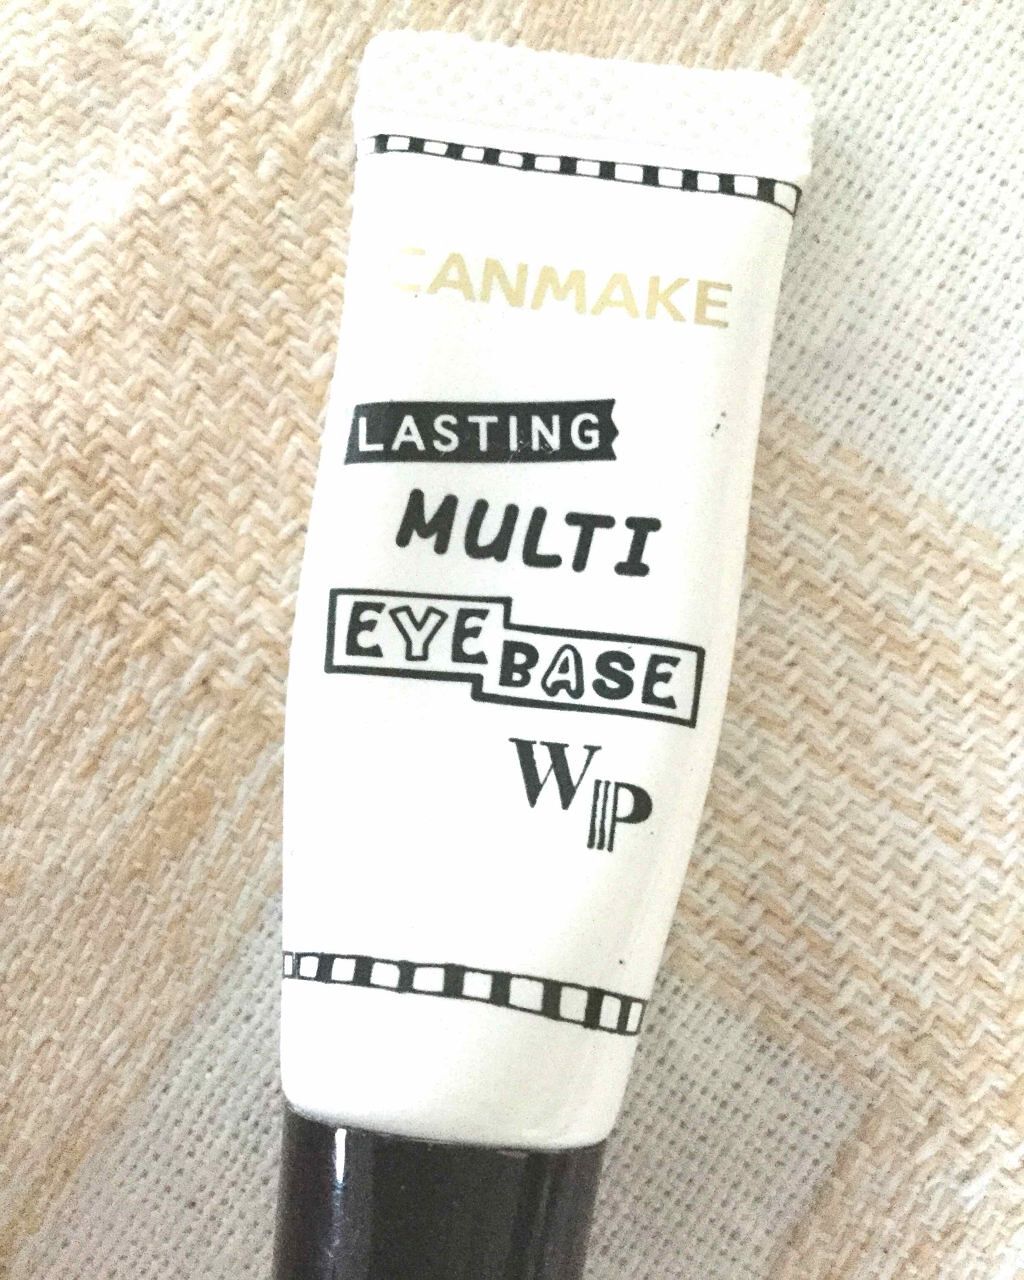 CANMAKE
LASTING
MULTI
EYE BASE
WP